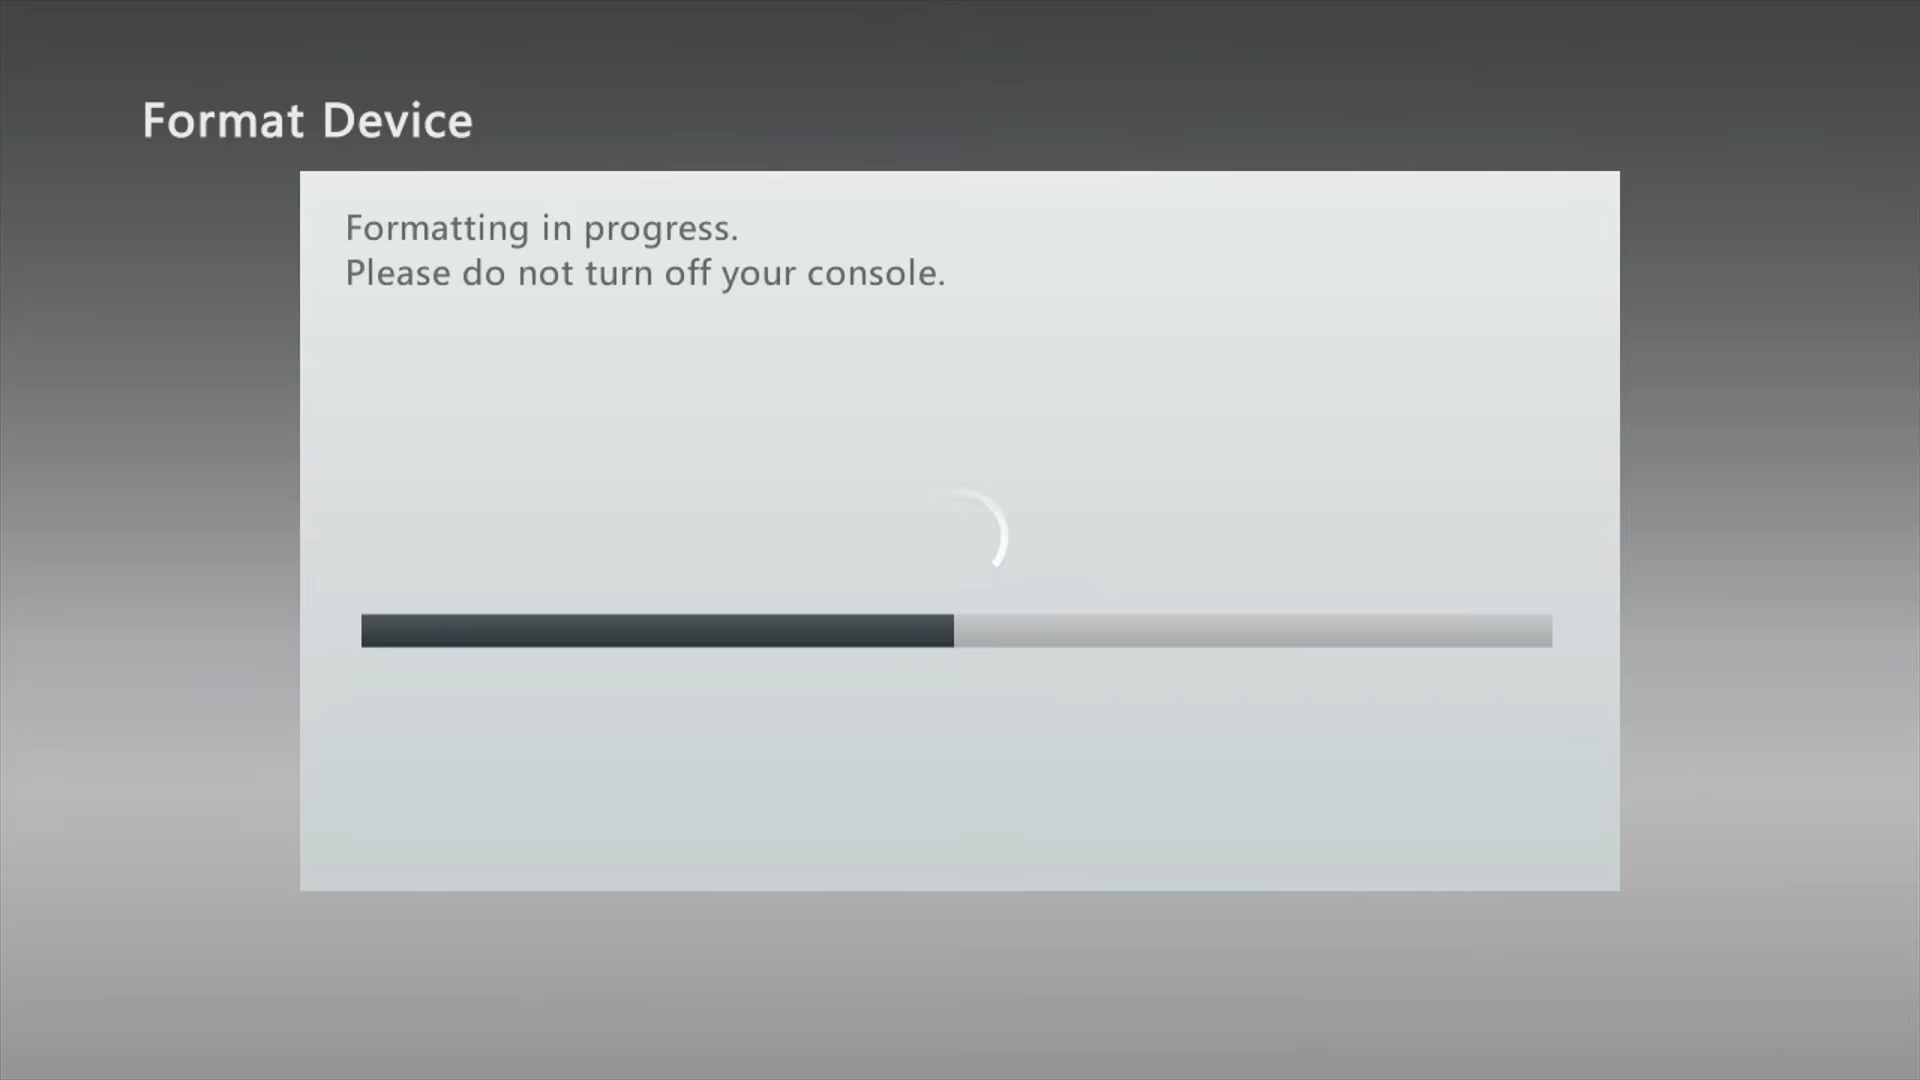 Format Device
Formatting in progress.
Please do not turn off your console.